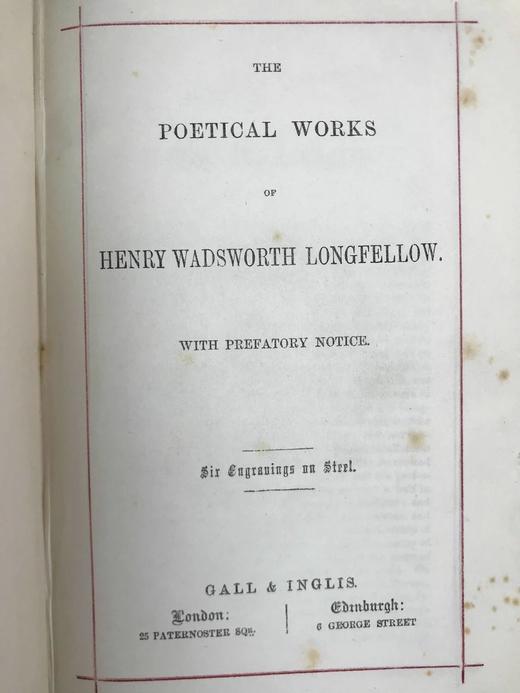 THE
POETICAL WORKS
OF
HENRY WADSWORTH LONGFELLOW.
WITH PREFATORY NOTICE.
Six Engravings on Steel.
GALL & INGLIS.
London:
25 PATERNOSTER SQR.
Edinburgh:
6 GEORGE STREET